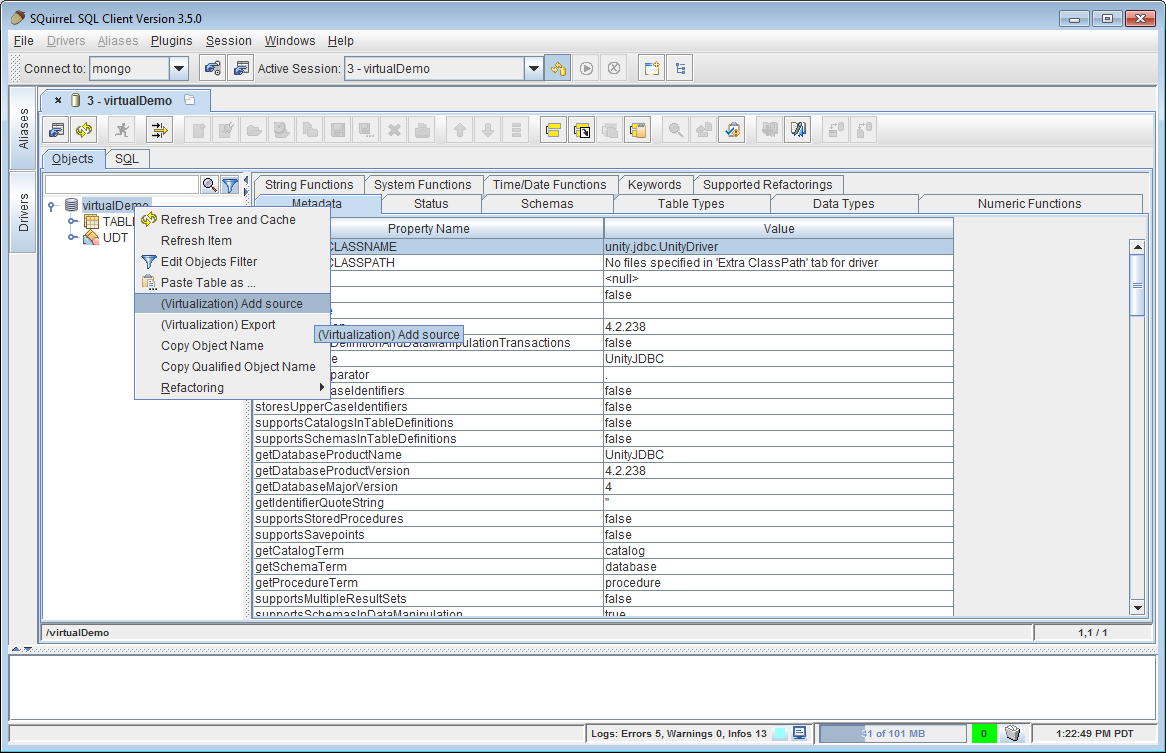 SQuirreL SQL Client Version 3.5.0
File Drivers Aliases Plugins Session Windows Help
Connect to: mongo Active Session: 3 - virtualDemo
Aliases
Drivers
3 - virtualDemo
Objects SQL
String Functions System Functions Time/Date Functions Keywords Supported Refactorings
Metadata Status Schemas Table Types Data Types Numeric Functions
virtualDemo
TABLE
UDT
Refresh Tree and Cache
Refresh Item
Edit Objects Filter
Paste Table as ...
(Virtualization) Add source
(Virtualization) Export
Copy Object Name
Copy Qualified Object Name
Refactoring
(Virtualization) Add source
Property Name Value
CLASSNAME unity.jdbc.UnityDriver
CLASSPATH No files specified in 'Extra ClassPath' tab for driver
<null>
false
4.2.238
DefinitionAndDataManipulationTransactions false
e UnityJDBC
parator .
aseIdentifiers false
storesUpperCaseIdentifiers false
supportsCatalogsInTableDefinitions false
supportsSchemasInTableDefinitions false
getDatabaseProductName UnityJDBC
getDatabaseProductVersion 4.2.238
getDatabaseMajorVersion 4
getIdentifierQuoteString "
supportsStoredProcedures false
supportsSavepoints false
getCatalogTerm catalog
getSchemaTerm database
getProcedureTerm procedure
supportsMultipleResultSets false
supportsSchemasInDataManipulation true
/virtualDemo 1,1 / 1
Logs: Errors 5, Warnings 0, Infos 13 41 of 101 MB 0 1:22:49 PM PDT